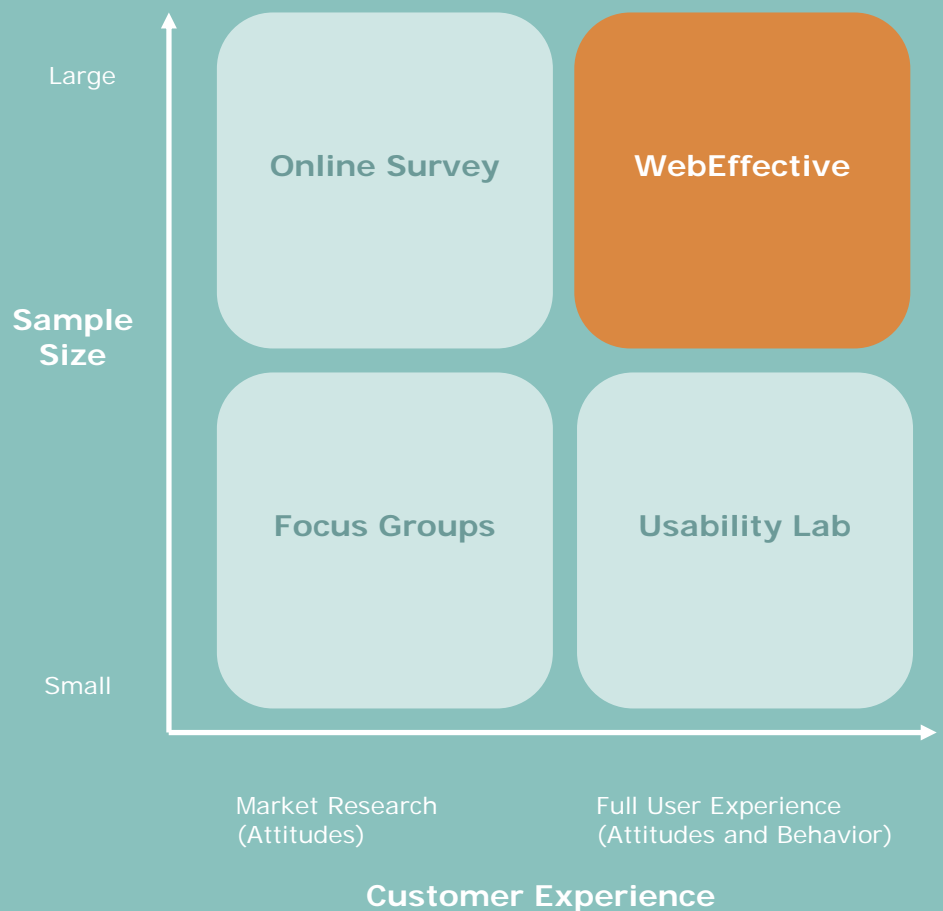 Large
Online Survey
WebEffective
Sample
Size
Focus Groups
Usability Lab
Small
Market Research
(Attitudes)
Full User Experience
(Attitudes and Behavior)
Customer Experience